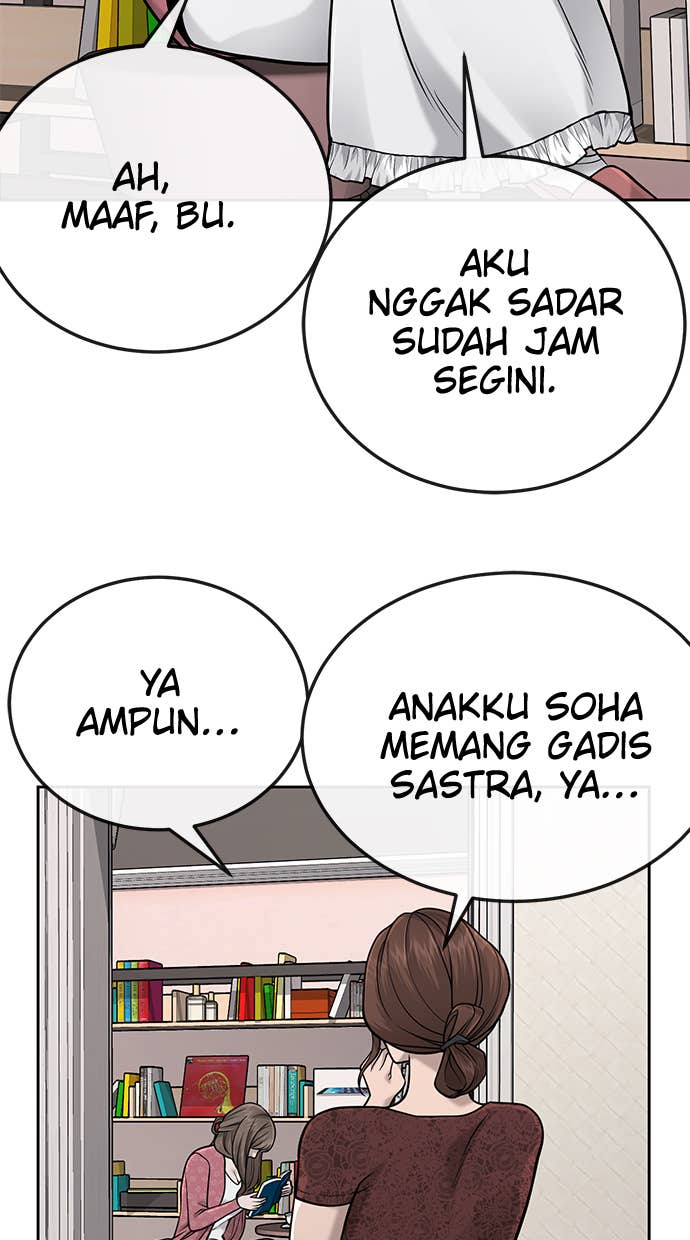 AH,
MAAF, BU.
AKU
NGGAK SADAR
SUDAH JAM
SEGINI.
YA
AMPUN...
ANAKKU SOHA
MEMANG GADIS
SASTRA, YA...